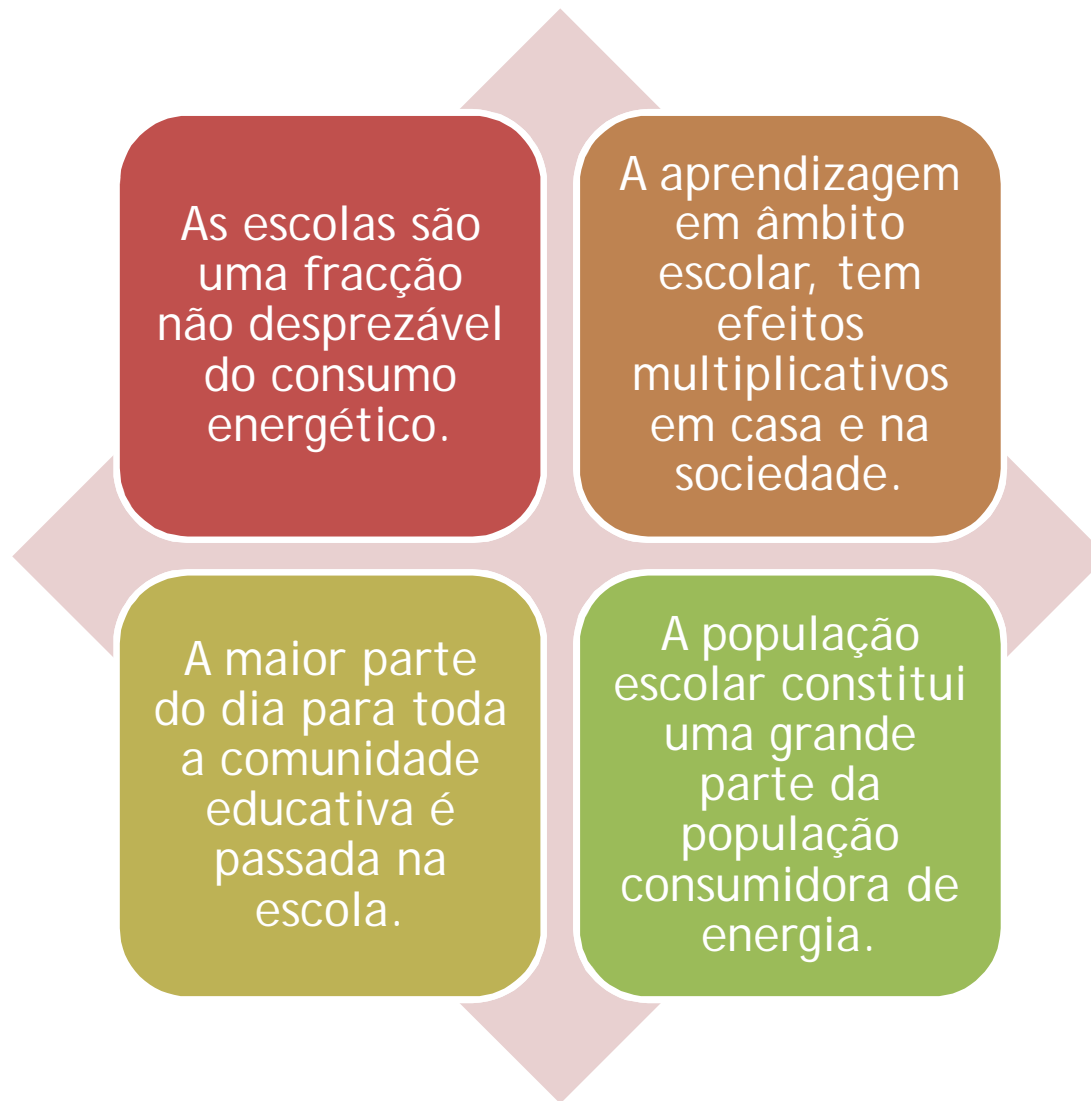 As escolas são
uma fracção
não desprezável
do consumo
energético.
A aprendizagem
em âmbito
escolar, tem
efeitos
multiplicativos
em casa e na
sociedade.
A maior parte
do dia para toda
a comunidade
educativa é
passada na
escola.
A população
escolar constitui
uma grande
parte da
população
consumidora de
energia.